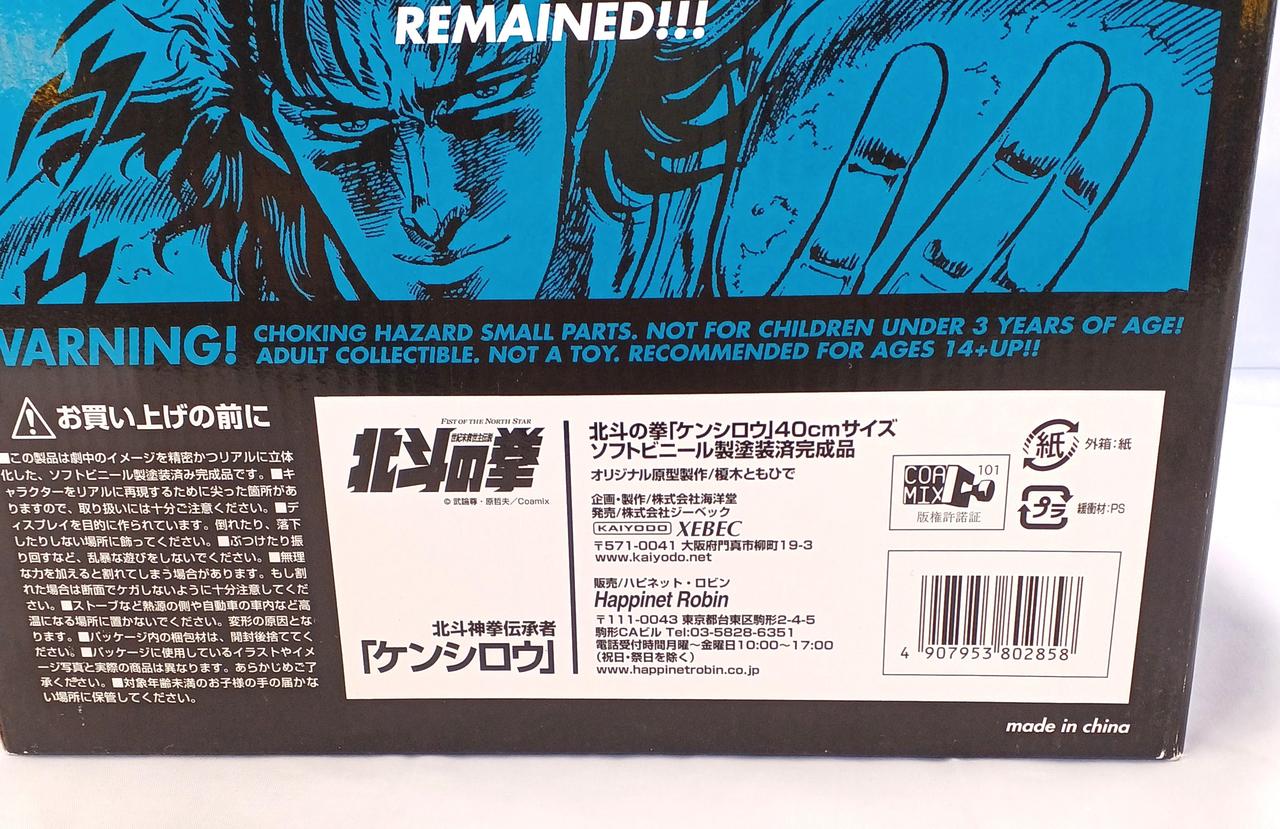 REMAINED!!!
WARNING!
CHOKING HAZARD SMALL PARTS. NOT FOR CHILDREN UNDER 3 YEARS OF AGE!
ADULT COLLECTIBLE. NOT A TOY. RECOMMENDED FOR AGES 14+UP!!
お買い上げの前に
■この製品は劇中のイメージを精密かつリアルに立体
化した、ソフトビニール製塗装済み完成品です。■キ
ャラクターをリアルに再現するために尖った箇所があ
りますので、取り扱いには十分ご注意ください。■デ
ィスプレイを目的に作られています。倒れたり、落下
したりしない場所に飾ってください。■ぶつけたり振
り回すなど、乱暴な遊びをしないでください。■無理
な力を加えると割れてしまう場合があります。もし割
れた場合は断面でケガしないように十分注意してくだ
さい。■ストーブなど熱源の側や自動車の車内など高
温になる場所に置かないでください。変形の原因とな
ります。■パッケージ内の梱包材は、開封後捨ててく
ださい。■パッケージに使用しているイラストやイメ
ージ写真と実際の商品は異なります。あらかじめご了
承ください。■対象年齢未満のお子様の手の届かな
い場所に保管してください。
FIST OF THE NORTH STAR
世紀末救世主伝説
北斗の拳
© 武論尊・原哲夫／Coamix
北斗神拳伝承者
「ケンシロウ」
北斗の拳「ケンシロウ」40cmサイズ
ソフトビニール製塗装済完成品
オリジナル原型製作/榎木ともひで
企画・製作/株式会社海洋堂
発売/株式会社ジーベック
KAIYODO XEBEC
〒571-0041 大阪府門真市柳町19-3
www.kaiyodo.net
販売/ハピネット・ロビン
Happinet Robin
〒111-0043 東京都台東区駒形2-4-5
駒形CAビル Tel:03-5828-6351
電話受付時間月曜〜金曜日10:00〜17:00
（祝日・祭日を除く）
www.happinetrobin.co.jp
COA
MIX
101
版権許諾証
紙
外箱:紙
プラ
緩衝材:PS
4 907953 802858
made in china